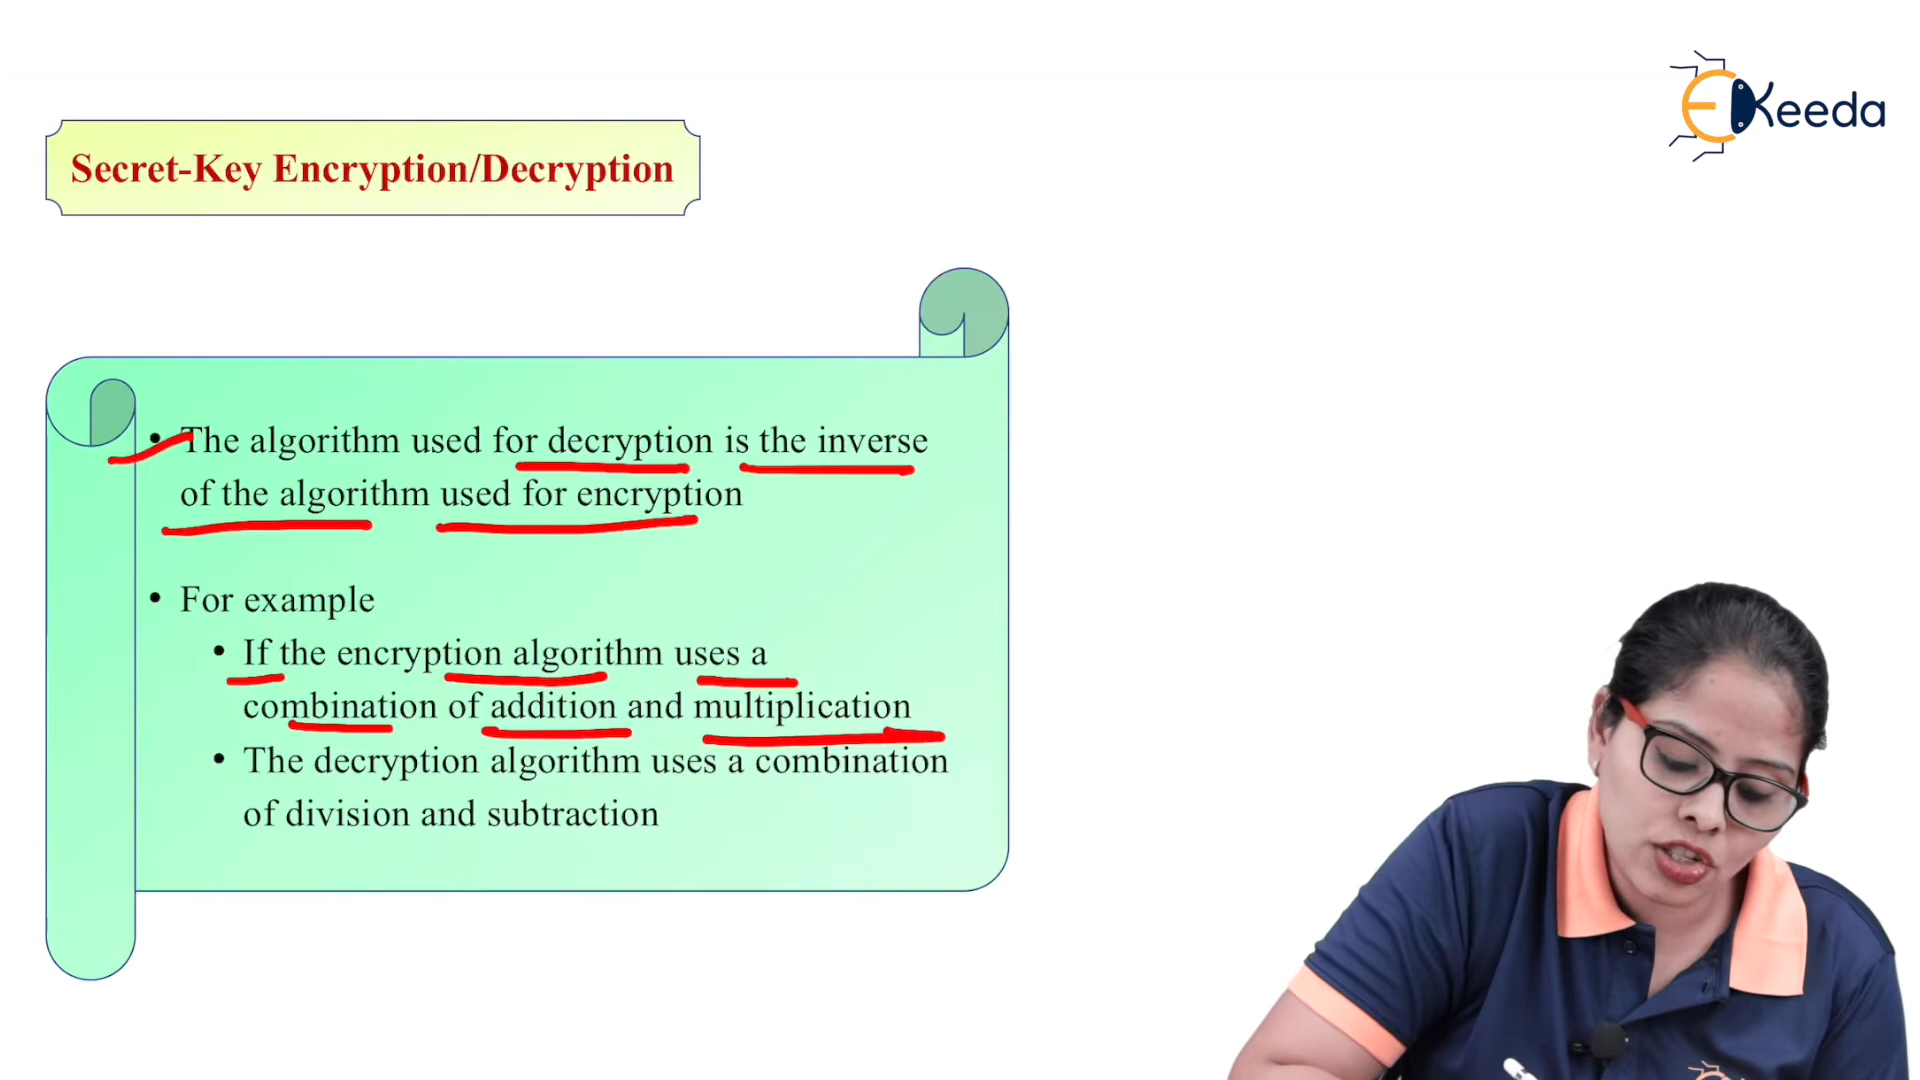 EKeeda
Secret-Key Encryption/Decryption
• The algorithm used for decryption is the inverse
of the algorithm used for encryption
• For example
• If the encryption algorithm uses a
combination of addition and multiplication
• The decryption algorithm uses a combination
of division and subtraction